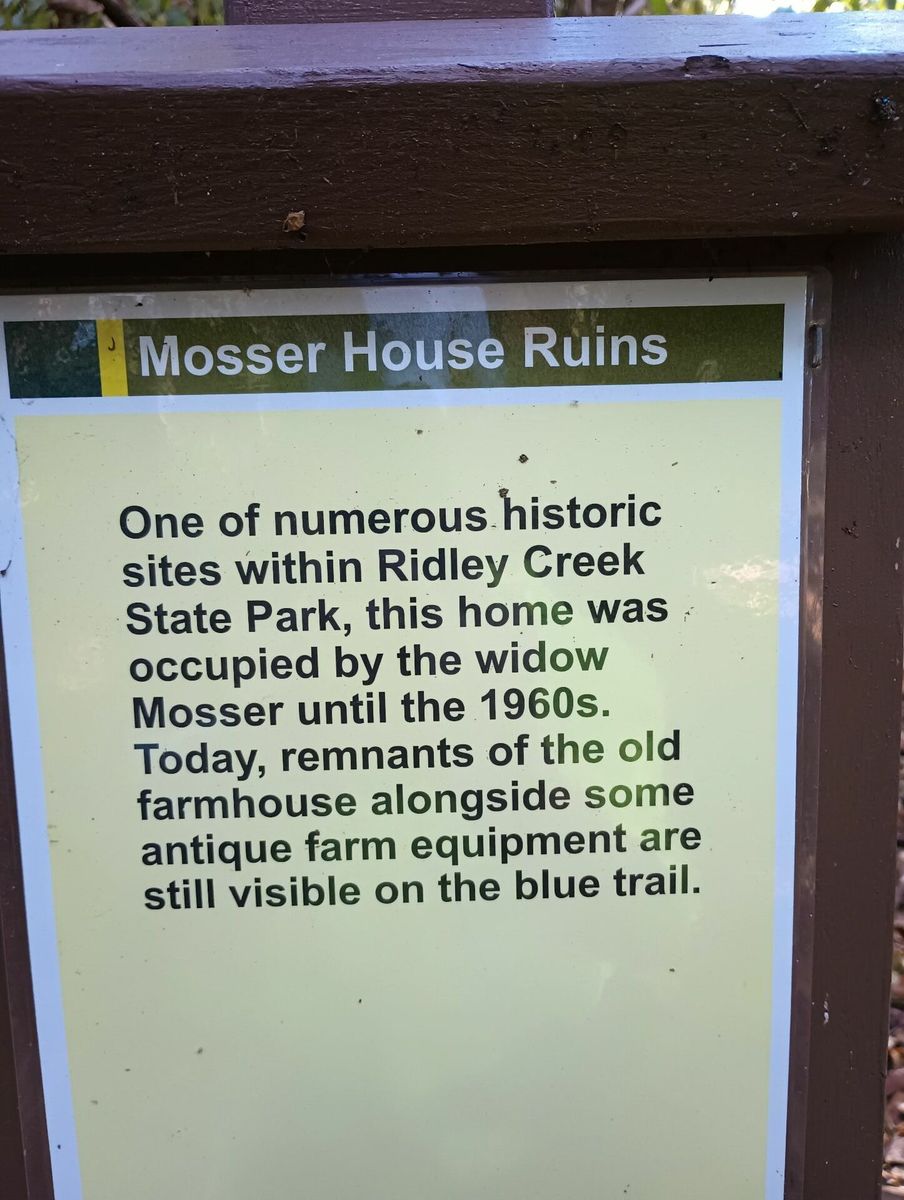 Mosser House Ruins
One of numerous historic
sites within Ridley Creek
State Park, this home was
occupied by the widow
Mosser until the 1960s.
Today, remnants of the old
farmhouse alongside some
antique farm equipment are
still visible on the blue trail.